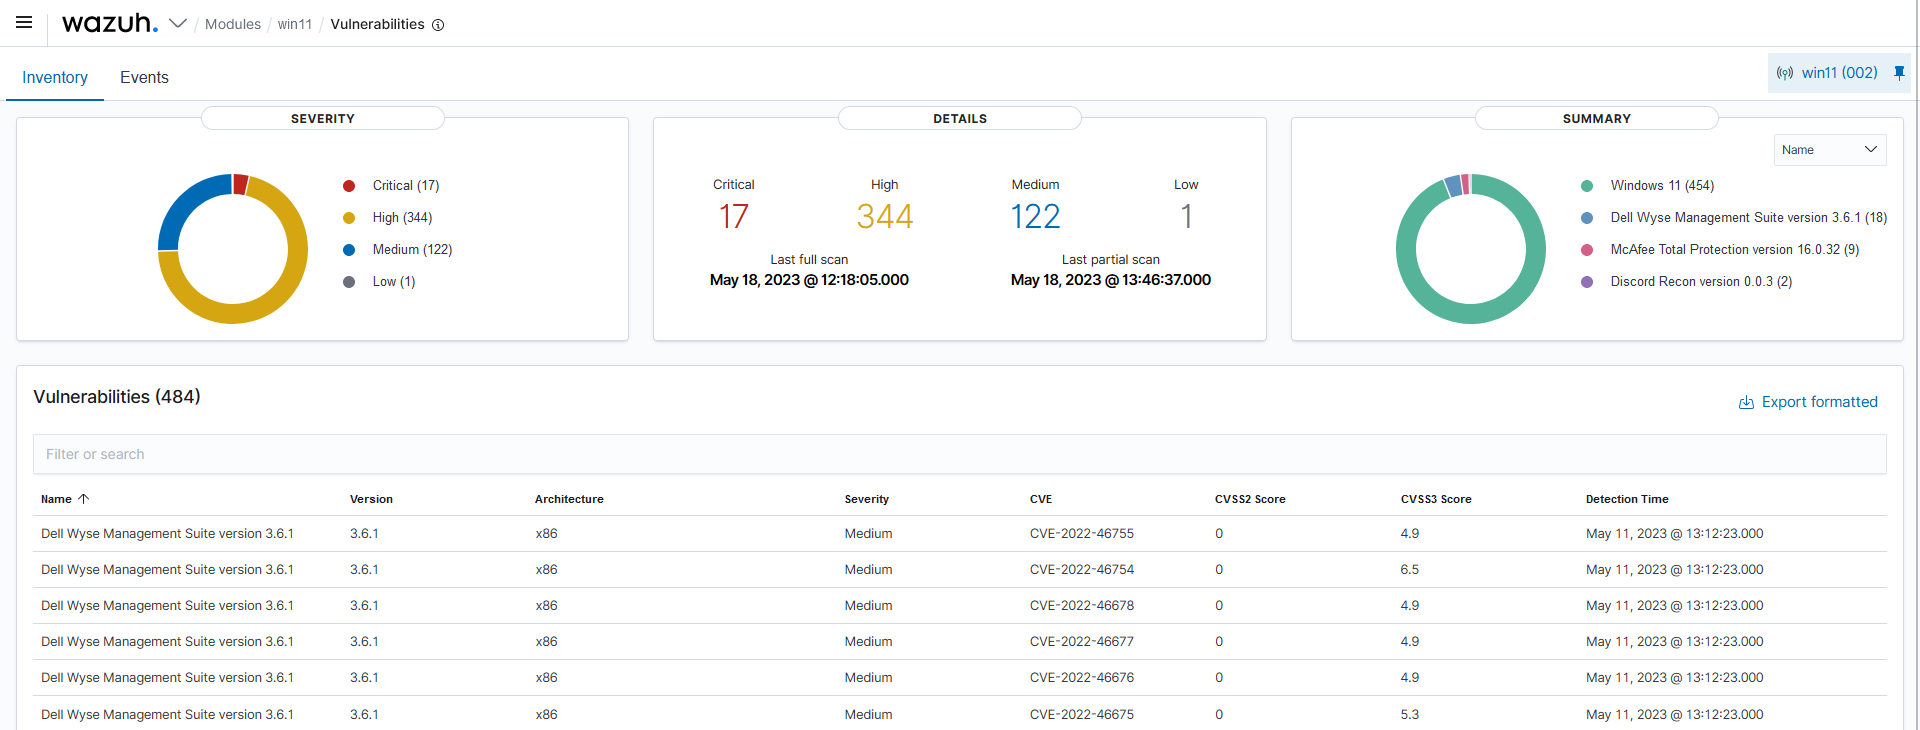 wazuh. / Modules / win11 / Vulnerabilities
Inventory Events win11 (002)
SEVERITY
Critical (17)
High (344)
Medium (122)
Low (1)
DETAILS
Critical High Medium Low
17 344 122 1
Last full scan Last partial scan
May 18, 2023 @ 12:18:05.000 May 18, 2023 @ 13:46:37.000
SUMMARY
Name
Windows 11 (454)
Dell Wyse Management Suite version 3.6.1 (18)
McAfee Total Protection version 16.0.32 (9)
Discord Recon version 0.0.3 (2)
Vulnerabilities (484)
Export formatted
Filter or search
Name Version Architecture Severity CVE CVSS2 Score CVSS3 Score Detection Time
Dell Wyse Management Suite version 3.6.1 3.6.1 x86 Medium CVE-2022-46755 0 4.9 May 11, 2023 @ 13:12:23.000
Dell Wyse Management Suite version 3.6.1 3.6.1 x86 Medium CVE-2022-46754 0 6.5 May 11, 2023 @ 13:12:23.000
Dell Wyse Management Suite version 3.6.1 3.6.1 x86 Medium CVE-2022-46678 0 4.9 May 11, 2023 @ 13:12:23.000
Dell Wyse Management Suite version 3.6.1 3.6.1 x86 Medium CVE-2022-46677 0 4.9 May 11, 2023 @ 13:12:23.000
Dell Wyse Management Suite version 3.6.1 3.6.1 x86 Medium CVE-2022-46676 0 4.9 May 11, 2023 @ 13:12:23.000
Dell Wyse Management Suite version 3.6.1 3.6.1 x86 Medium CVE-2022-46675 0 5.3 May 11, 2023 @ 13:12:23.000